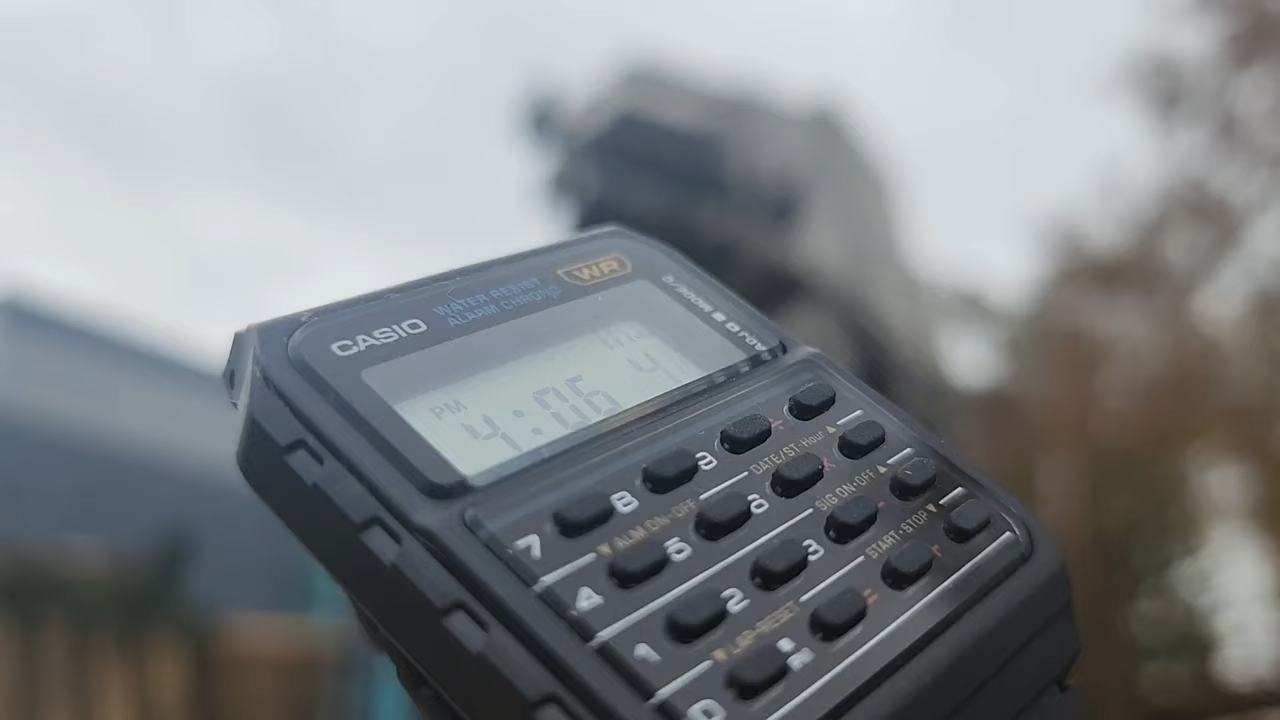 WR
WATER RESIST
ALARM CHRONO
CASIO
PM
4:06 4
7 8 9 ÷
▼ALM ON•OFF DATE/ST-Hour▲
4 5 6 ×
SIG ON•OFF▲
1 2 3 -
▼LAP•RESET START•STOP▼
0 =